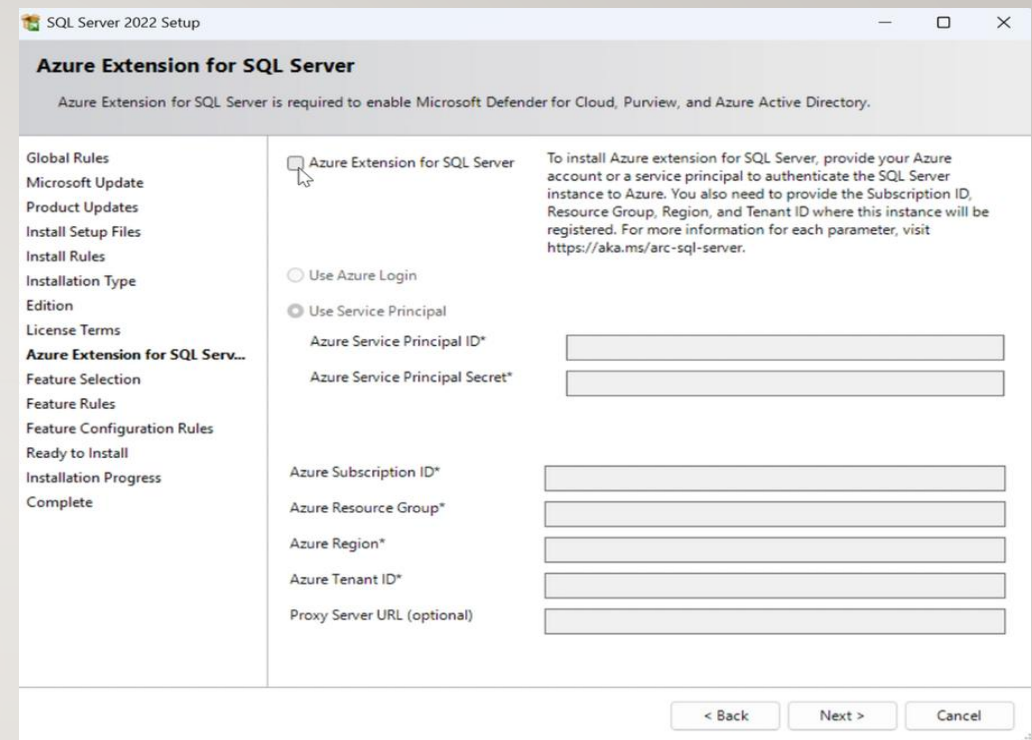 SQL Server 2022 Setup
Azure Extension for SQL Server
Azure Extension for SQL Server is required to enable Microsoft Defender for Cloud, Purview, and Azure Active Directory.
Global Rules
Microsoft Update
Product Updates
Install Setup Files
Install Rules
Installation Type
Edition
License Terms
Azure Extension for SQL Serv...
Feature Selection
Feature Rules
Feature Configuration Rules
Ready to Install
Installation Progress
Complete
Azure Extension for SQL Server
To install Azure extension for SQL Server, provide your Azure
account or a service principal to authenticate the SQL Server
instance to Azure. You also need to provide the Subscription ID,
Resource Group, Region, and Tenant ID where this instance will be
registered. For more information for each parameter, visit
https://aka.ms/arc-sql-server.
Use Azure Login
Use Service Principal
Azure Service Principal ID*
Azure Service Principal Secret*
Azure Subscription ID*
Azure Resource Group*
Azure Region*
Azure Tenant ID*
Proxy Server URL (optional)
< Back
Next >
Cancel